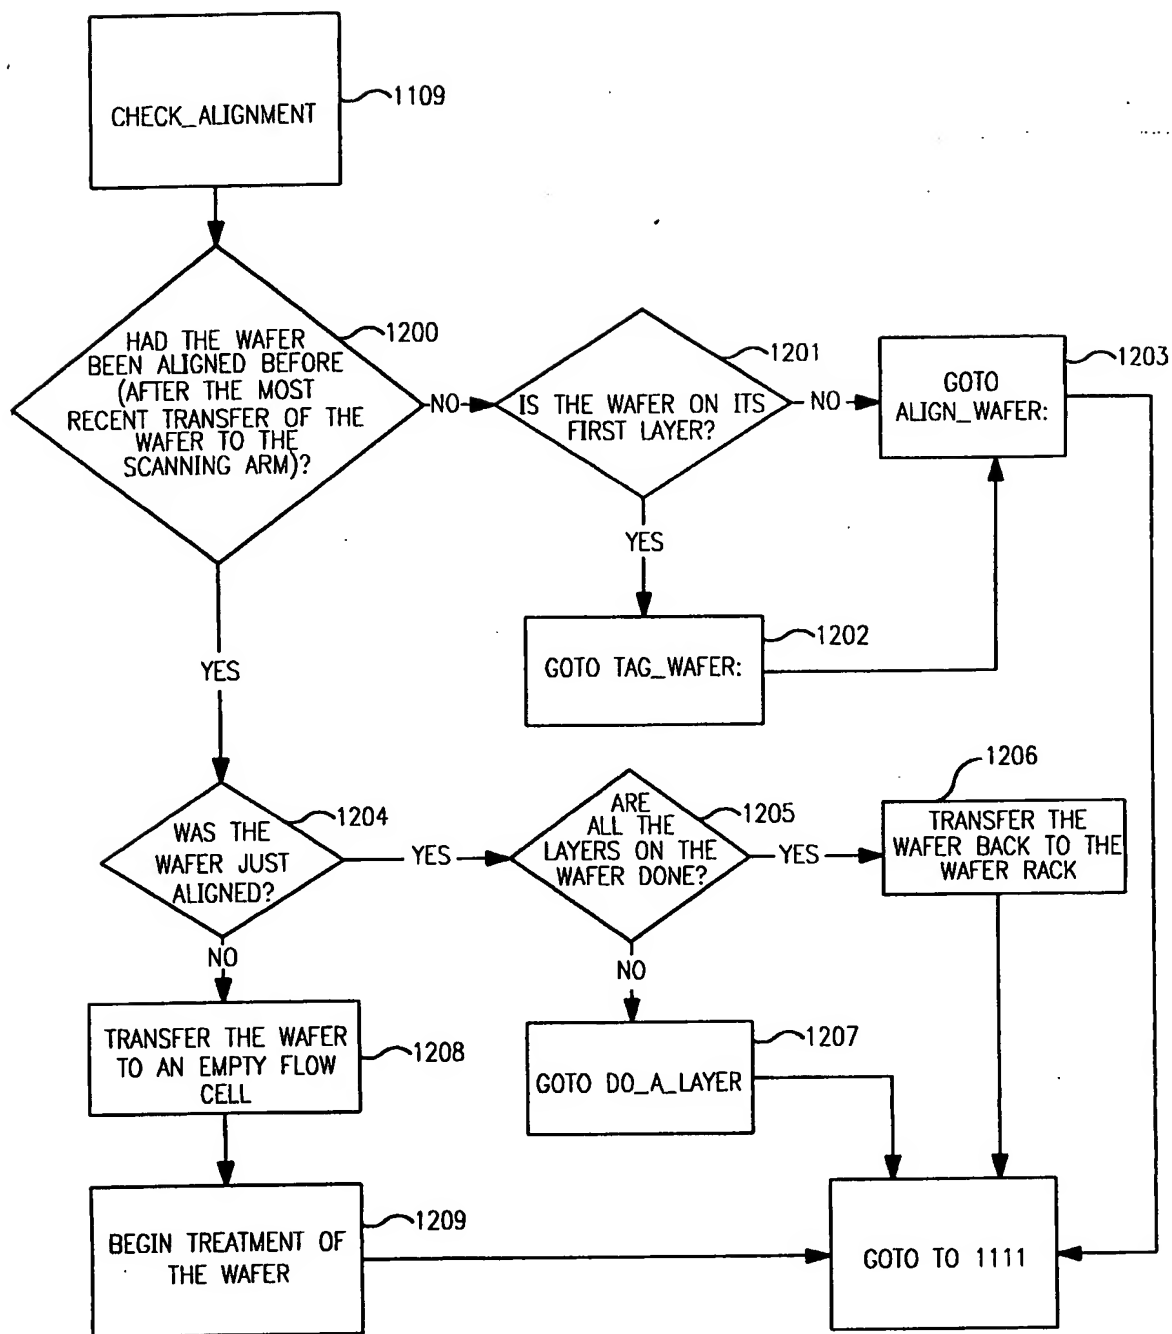 CHECK_ALIGNMENT
1109
HAD THE WAFER
BEEN ALIGNED BEFORE
(AFTER THE MOST
RECENT TRANSFER OF THE
WAFER TO THE
SCANNING ARM)?
1200
NO
IS THE WAFER ON ITS
FIRST LAYER?
1201
NO
GOTO
ALIGN_WAFER:
1203
YES
GOTO TAG_WAFER:
1202
YES
WAS THE
WAFER JUST
ALIGNED?
1204
YES
ARE
ALL THE
LAYERS ON THE
WAFER DONE?
1205
YES
TRANSFER THE
WAFER BACK TO THE
WAFER RACK
1206
NO
TRANSFER THE WAFER
TO AN EMPTY FLOW
CELL
1208
NO
GOTO DO_A_LAYER
1207
BEGIN TREATMENT OF
THE WAFER
1209
GOTO TO 1111